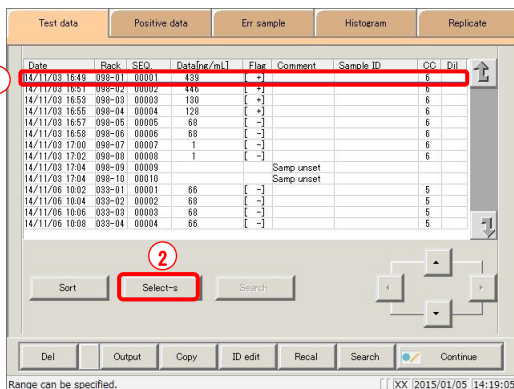 Test data Positive data Err sample Histogram Replicate
Date Rack SEQ. Data[ng/mL] Flag Comment Sample ID CC Dil
14/11/03 16:49 098-01 00001 439 [ +] 6
14/11/03 16:51 098-02 00002 446 [ +] 6
14/11/03 16:53 098-03 00003 130 [ +] 6
14/11/03 16:55 098-04 00004 128 [ +] 6
14/11/03 16:57 098-05 00005 68 [ -] 6
14/11/03 16:58 098-06 00006 68 [ -] 6
14/11/03 17:00 098-07 00007 1 [ -] 6
14/11/03 17:02 098-08 00008 1 [ -] 6
14/11/03 17:04 098-09 00009 Samp unset
14/11/03 17:04 098-10 00010 Samp unset
14/11/06 10:02 033-01 00001 66 [ -] 5
14/11/06 10:04 033-02 00002 68 [ -] 5
14/11/06 10:06 033-03 00003 68 [ -] 5
14/11/06 10:08 033-04 00004 66 [ -] 5
2
Sort Select-s Search
Del Output Copy ID edit Recal Search Continue
Range can be specified. [ [ XX 2015/01/05 14:19:05